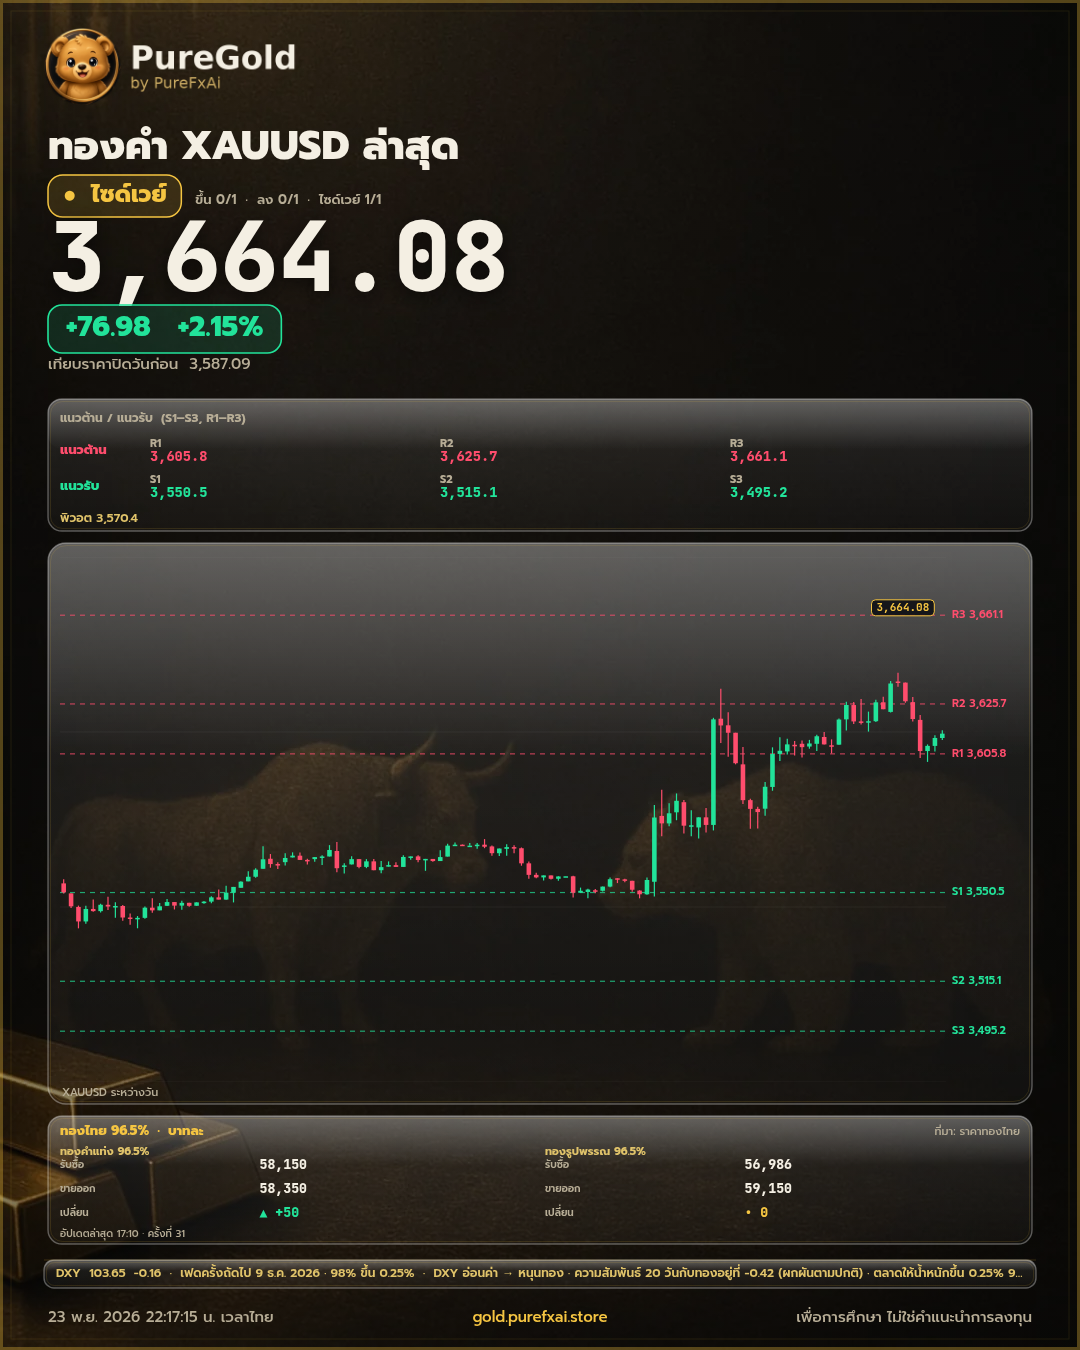 PureGold
by PureFxAi
ทองคำ XAUUSD ล่าสุด
• ไซด์เวย์ ขึ้น 0/1 · ลง 0/1 · ไซด์เวย์ 1/1
3,664.08
+76.98 +2.15%
เทียบราคาปิดวันก่อน 3,587.09
แนวต้าน / แนวรับ (S1–S3, R1–R3)
R1 R2 R3
แนวต้าน 3,605.8 3,625.7 3,661.1
S1 S2 S3
แนวรับ 3,550.5 3,515.1 3,495.2
พิวอต 3,570.4
3,664.08
R3 3,661.1
R2 3,625.7
R1 3,605.8
S1 3,550.5
S2 3,515.1
S3 3,495.2
XAUUSD ระหว่างวัน
ทองไทย 96.5% · บาทละ ที่มา: ราคาทองไทย
ทองคำแท่ง 96.5% ทองรูปพรรณ 96.5%
รับซื้อ 58,150 รับซื้อ 56,986
ขายออก 58,350 ขายออก 59,150
เปลี่ยน ▲ +50 เปลี่ยน • 0
อัปเดตล่าสุด 17:10 · ครั้งที่ 31
DXY 103.65 -0.16 · เฟดครั้งถัดไป 9 ธ.ค. 2026 · 98% ขึ้น 0.25% · DXY อ่อนค่า → หนุนทอง · ความสัมพันธ์ 20 วันกับทองอยู่ที่ -0.42 (ผกผันตามปกติ) · ตลาดให้น้ำหนักขึ้น 0.25% 9...
23 พ.ย. 2026 22:17:15 น. เวลาไทย gold.purefxai.store เพื่อการศึกษา ไม่ใช่คำแนะนำการลงทุน